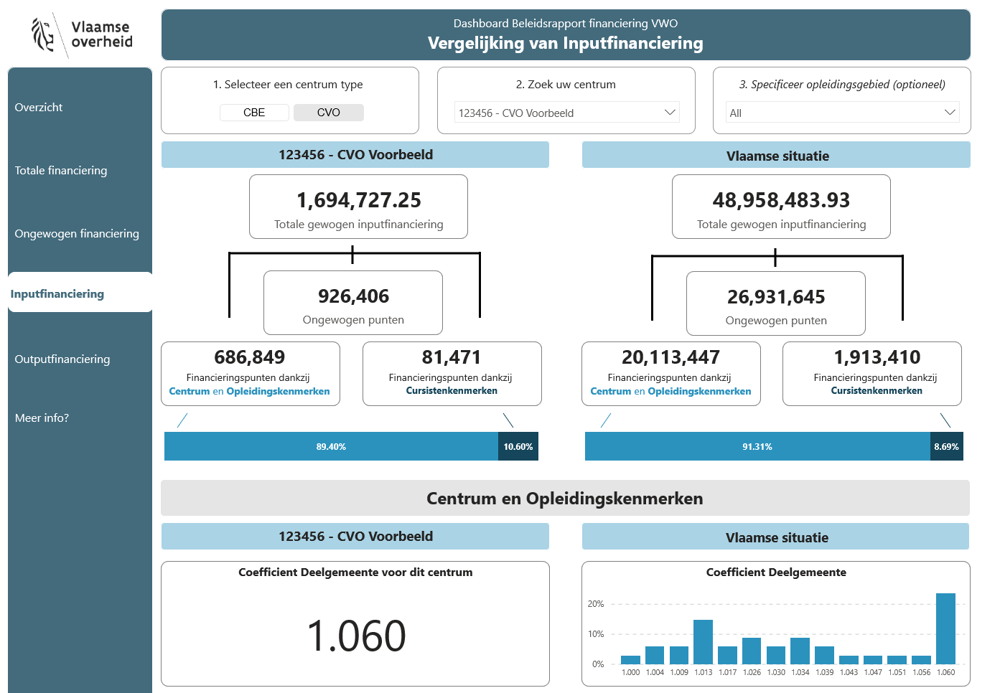 Vlaamse
overheid
Dashboard Beleidsrapport financiering VWO
Vergelijking van Inputfinanciering
Overzicht
Totale financiering
Ongewogen financiering
Inputfinanciering
Outputfinanciering
Meer info?
1. Selecteer een centrum type
CBE
CVO
2. Zoek uw centrum
123456 - CVO Voorbeeld
3. Specificeer opleidingsgebied (optioneel)
All
123456 - CVO Voorbeeld
1,694,727.25
Totale gewogen inputfinanciering
926,406
Ongewogen punten
686,849
Financieringspunten dankzij
Centrum en Opleidingskenmerken
81,471
Financieringspunten dankzij
Cursistenkenmerken
89.40%
10.60%
Vlaamse situatie
48,958,483.93
Totale gewogen inputfinanciering
26,931,645
Ongewogen punten
20,113,447
Financieringspunten dankzij
Centrum en Opleidingskenmerken
1,913,410
Financieringspunten dankzij
Cursistenkenmerken
91.31%
8.69%
Centrum en Opleidingskenmerken
123456 - CVO Voorbeeld
Coefficient Deelgemeente voor dit centrum
1.060
Vlaamse situatie
Coefficient Deelgemeente
20%
10%
0%
1.000 1.004 1.009 1.013 1.017 1.026 1.030 1.034 1.039 1.043 1.047 1.051 1.056 1.060